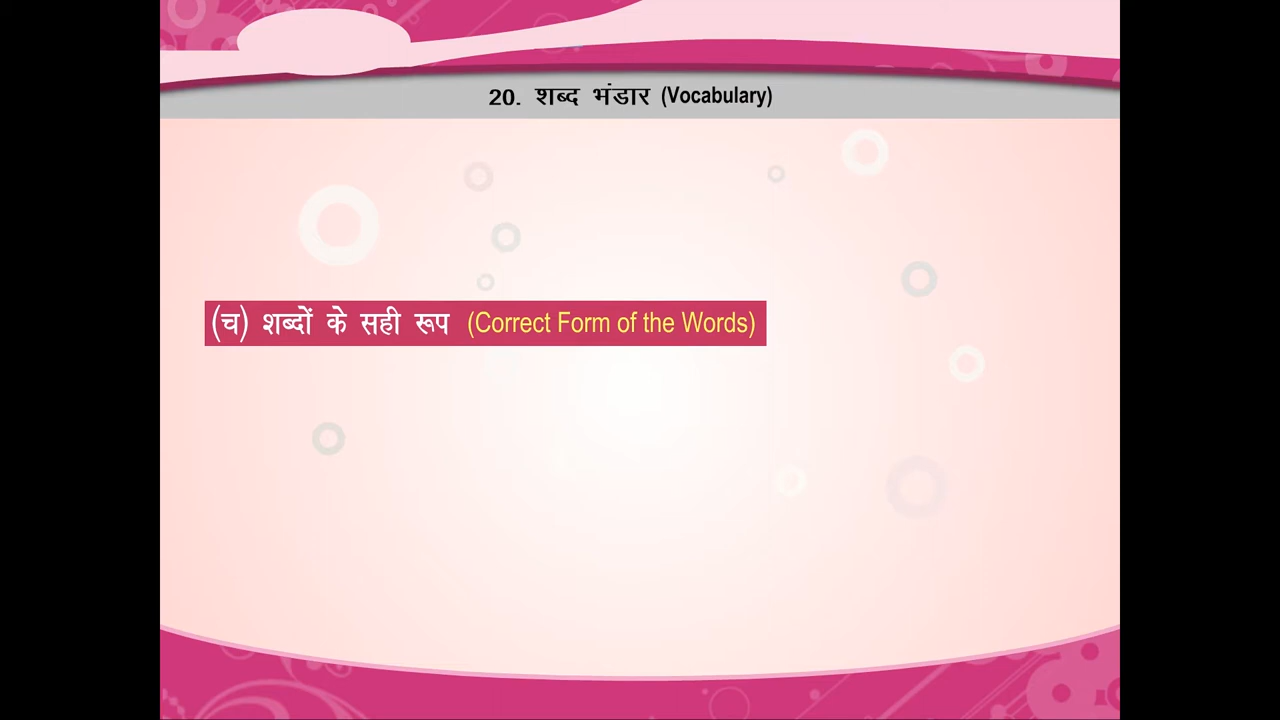 20. शब्द भंडार (Vocabulary)
(च) शब्दों के सही रूप (Correct Form of the Words)